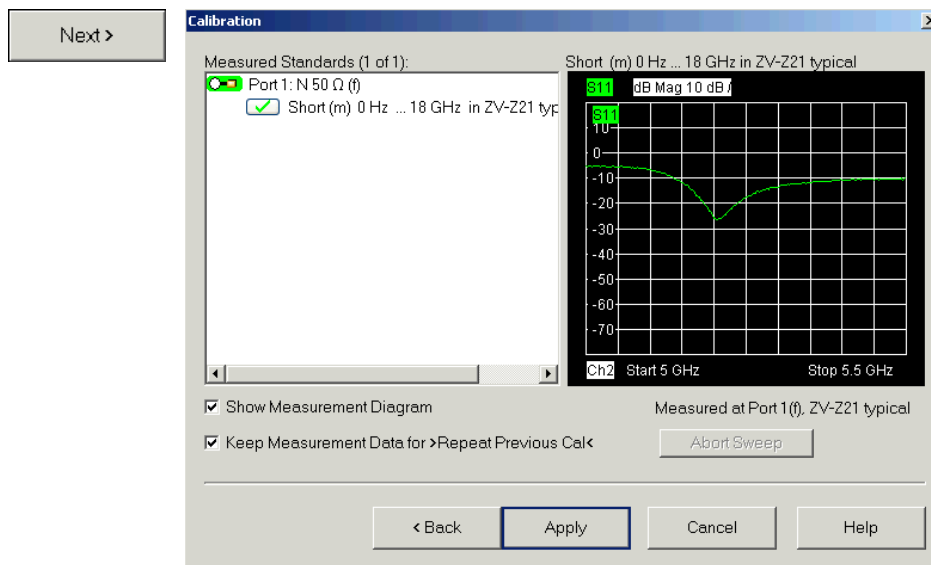 Next >
Calibration
Measured Standards (1 of 1):
Port 1: N 50 Ω (f)
Short (m) 0 Hz ... 18 GHz in ZV-Z21 typ
Short (m) 0 Hz ... 18 GHz in ZV-Z21 typical
S11 dB Mag 10 dB /
S11
10
0
-10
-20
-30
-40
-50
-60
-70
Ch2 Start 5 GHz Stop 5.5 GHz
Show Measurement Diagram
Measured at Port 1(f), ZV-Z21 typical
Keep Measurement Data for >Repeat Previous Cal<
Abort Sweep
< Back
Apply
Cancel
Help